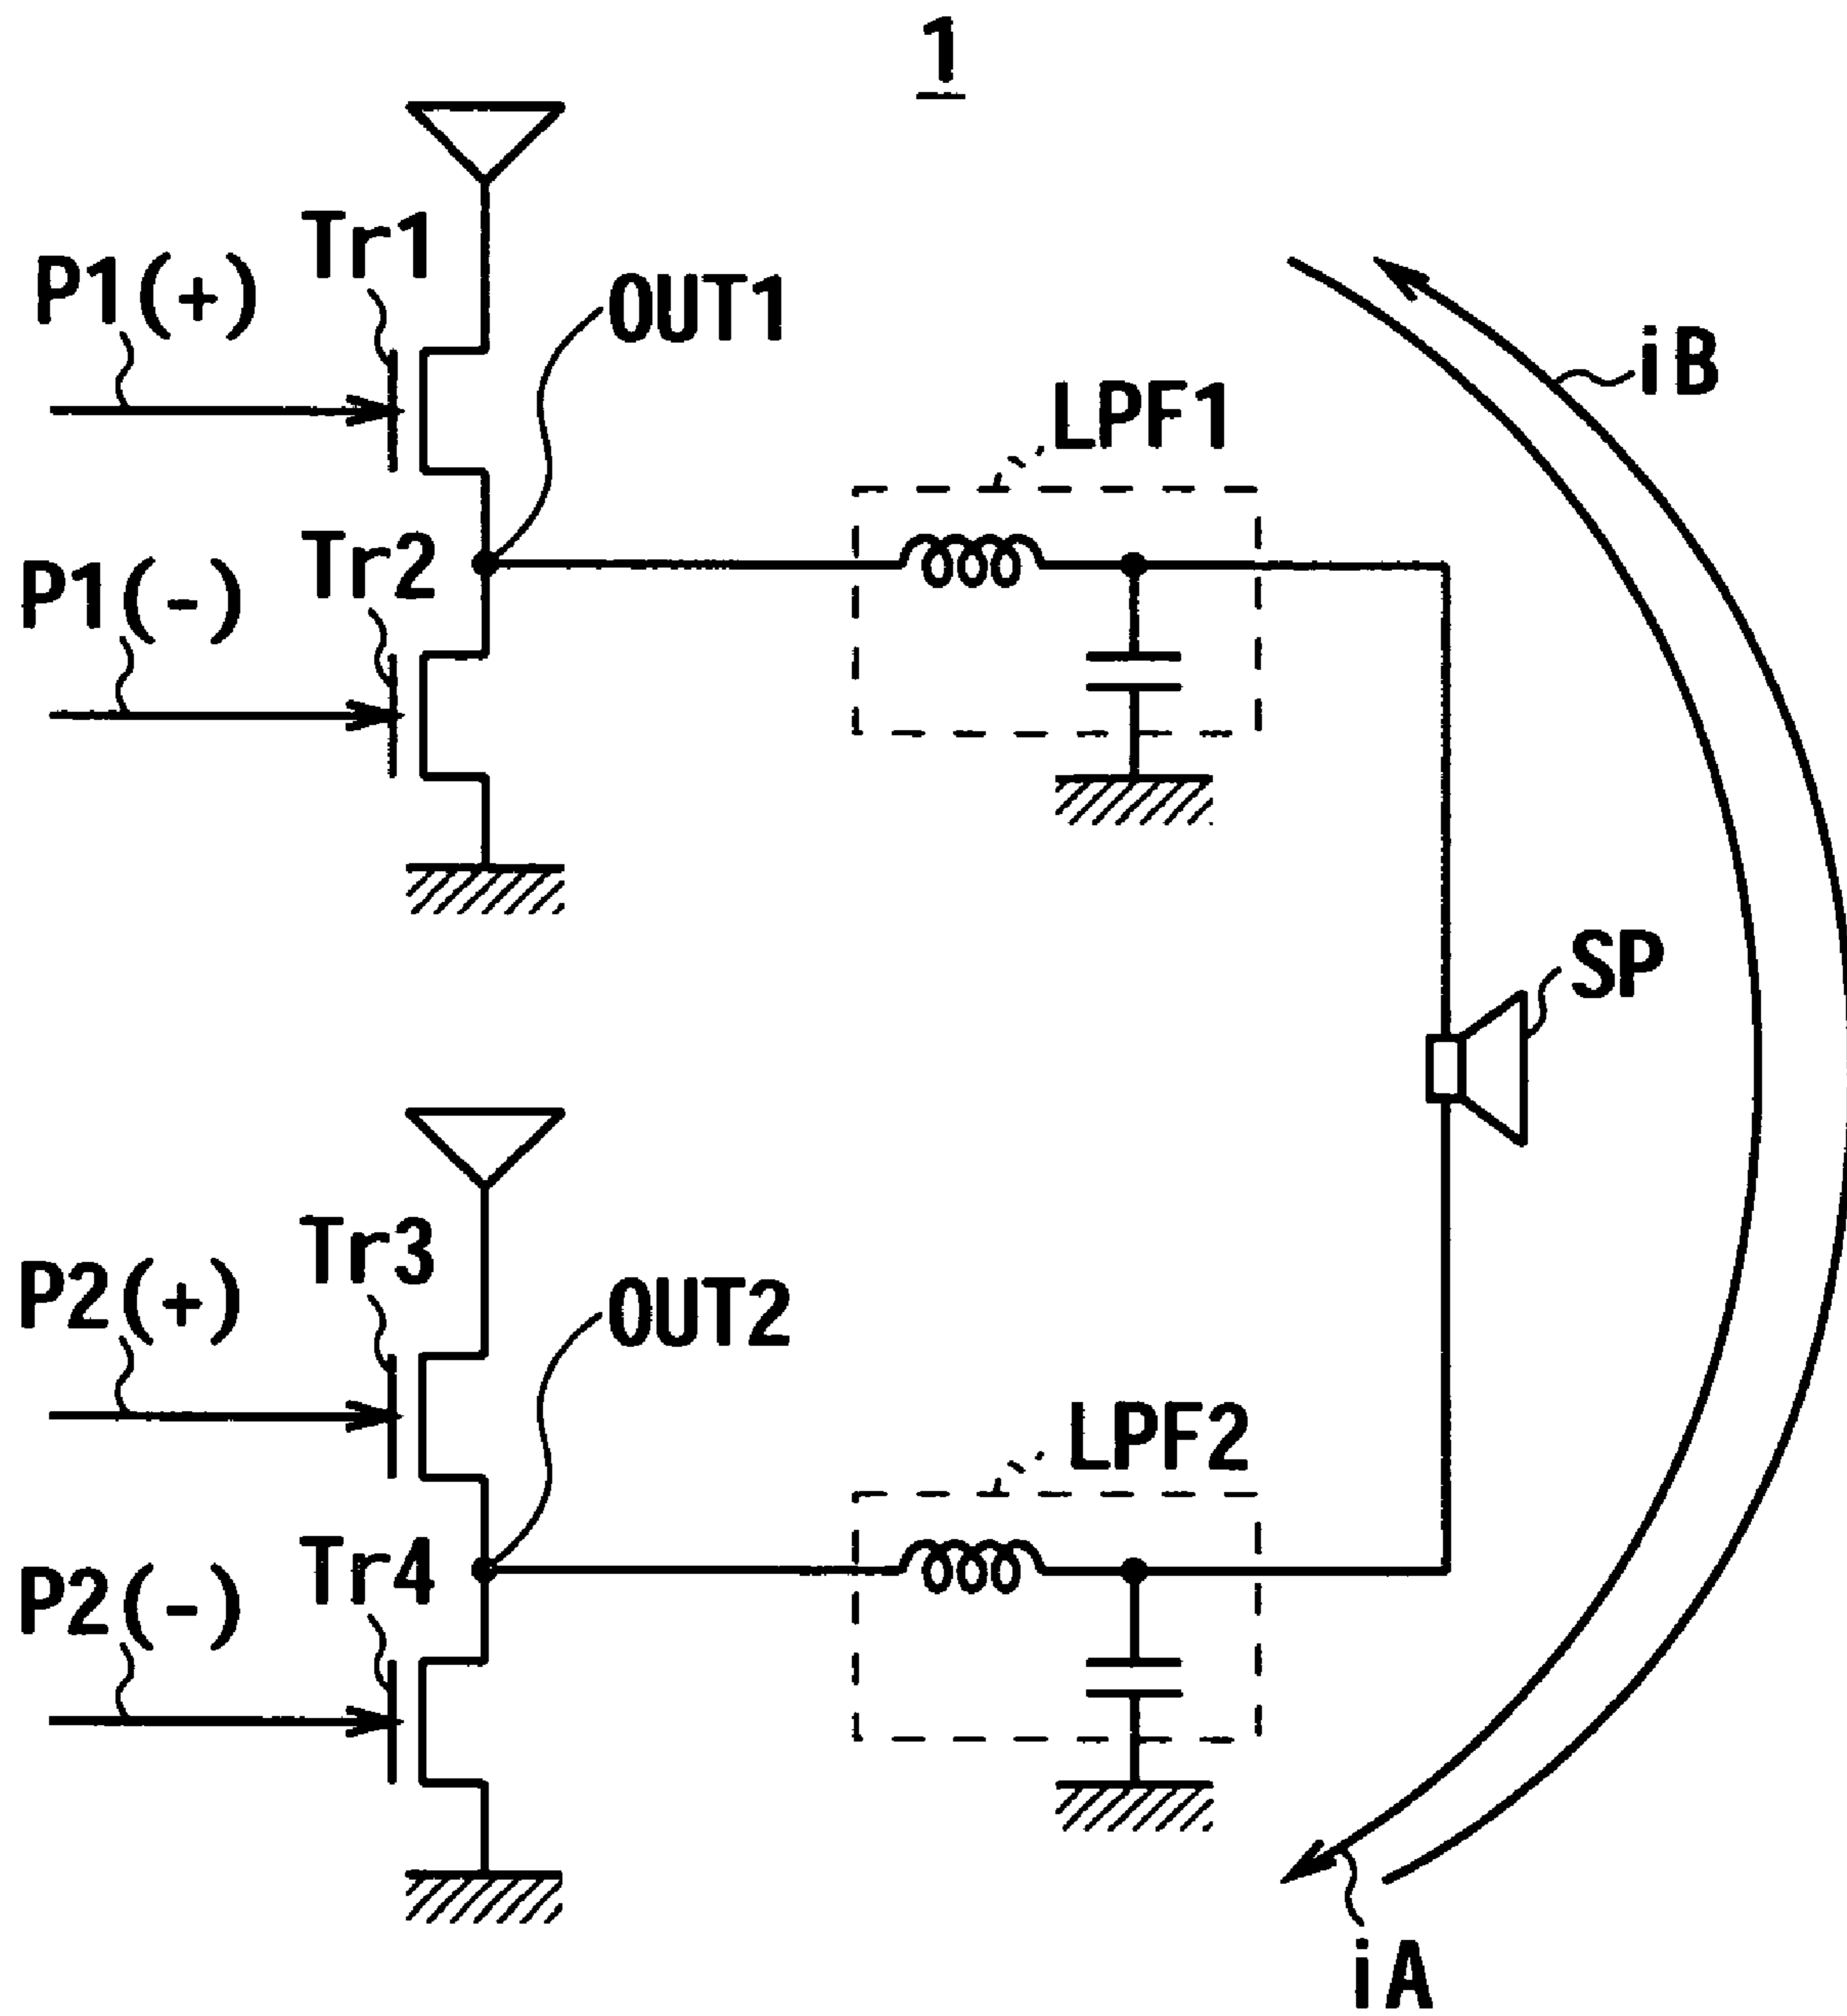 1
Tr1
P1(+)
OUT1
iB
LPF1
Tr2
P1(-)
SP
Tr3
P2(+)
OUT2
LPF2
Tr4
P2(-)
iA